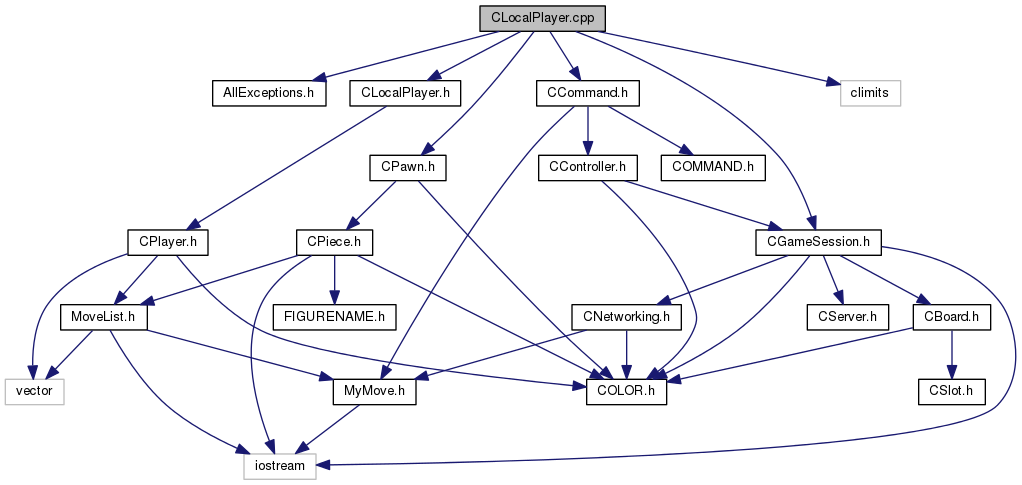 CLocalPlayer.cpp
AllExceptions.h
CLocalPlayer.h
CCommand.h
climits
CPawn.h
CController.h
COMMAND.h
CPlayer.h
CPiece.h
CGameSession.h
MoveList.h
FIGURENAME.h
CNetworking.h
CServer.h
CBoard.h
vector
MyMove.h
COLOR.h
CSlot.h
iostream